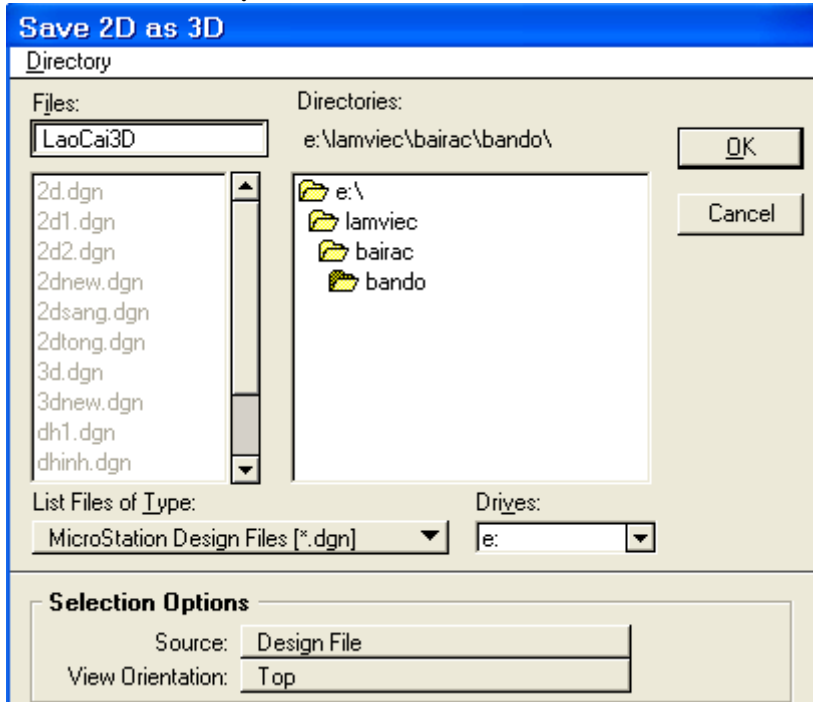 Save 2D as 3D
Directory
Files:
LaoCai3D
2d.dgn
2d1.dgn
2d2.dgn
2dnew.dgn
2dsang.dgn
2dtong.dgn
3d.dgn
3dnew.dgn
dh1.dgn
dhinh.dgn
Directories:
e:\lamviec\bairac\bando\
e:\
lamviec
bairac
bando
OK
Cancel
List Files of Type:
MicroStation Design Files [*.dgn]
Drives:
e:
Selection Options
Source: Design File
View Orientation: Top